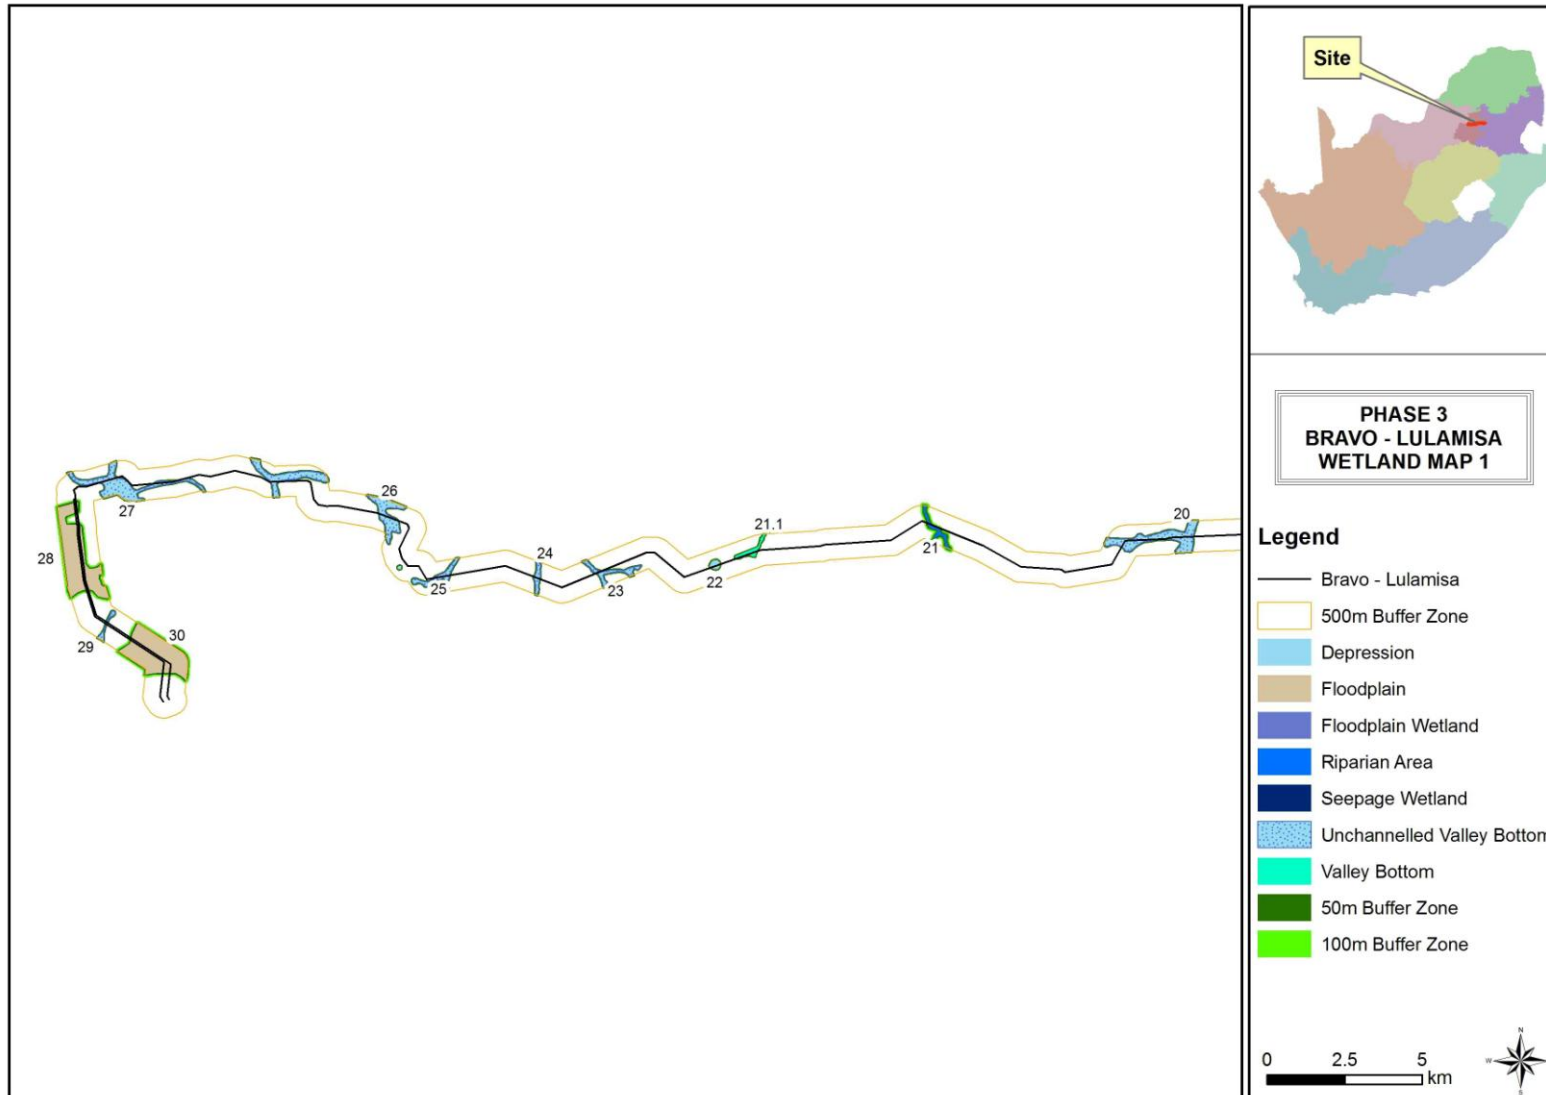 Site
PHASE 3
BRAVO - LULAMISA
WETLAND MAP 1
Legend
Bravo - Lulamisa
500m Buffer Zone
Depression
Floodplain
Floodplain Wetland
Riparian Area
Seepage Wetland
Unchannelled Valley Bottom
Valley Bottom
50m Buffer Zone
100m Buffer Zone
0 2.5 5
km
N
W
S
20
21.1
21
22
23
24
25
26
27
28
29
30